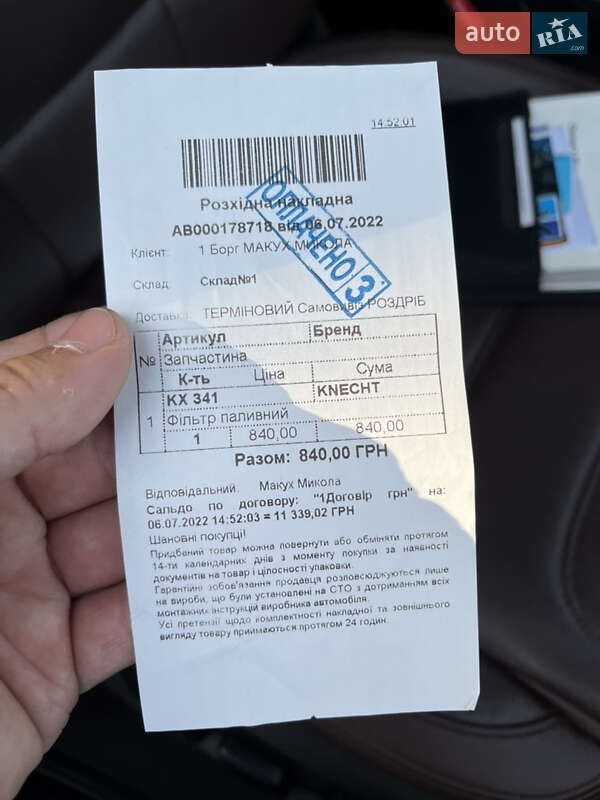 auto RIA .com
14:52:01
Розхідна накладна
АВ000178718 від 06.07.2022
Клієнт: 1 Борг МАКУХ МИКОЛА
ОПЛАЧЕНО 3
Склад: Склад№1
Доставка: ТЕРМІНОВИЙ Самовивіз РОЗДРІБ
№ Артикул Бренд
Запчастина
К-ть Ціна Сума
1 KX 341 KNECHT
Фільтр паливний
1 840,00 840,00
Разом: 840,00 ГРН
Відповідальний. Макух Микола
Сальдо по договору: "1Договір грн" на:
06.07.2022 14:52:03 = 11 339,02 ГРН
Шановні покупці!
Придбаний товар можна повернути або обміняти протягом
14-ти календарних днів з моменту покупки за наявності
документів на товар і цілосності упаковки.
Гарантійні зобов'язання продавця розповсюджуються лише
на вироби, що були установлені на СТО з дотриманням всіх
монтажних інструкцій виробника автомобіля.
Усі претензії щодо комплектності накладної та зовнішнього
вигляду товару приймаються протягом 24 годин.